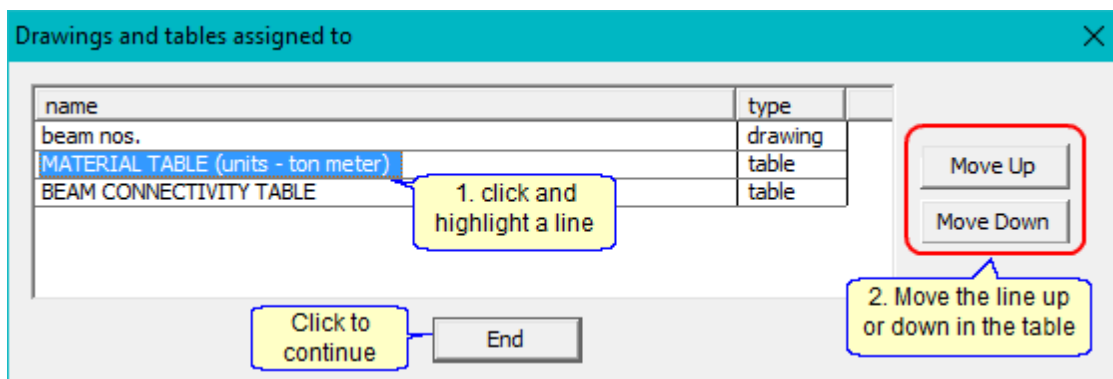 Drawings and tables assigned to
name type
beam nos. drawing
MATERIAL TABLE (units - ton meter) table
BEAM CONNECTIVITY TABLE table
1. click and
highlight a line
Move Up
Move Down
2. Move the line up
or down in the table
Click to
continue
End